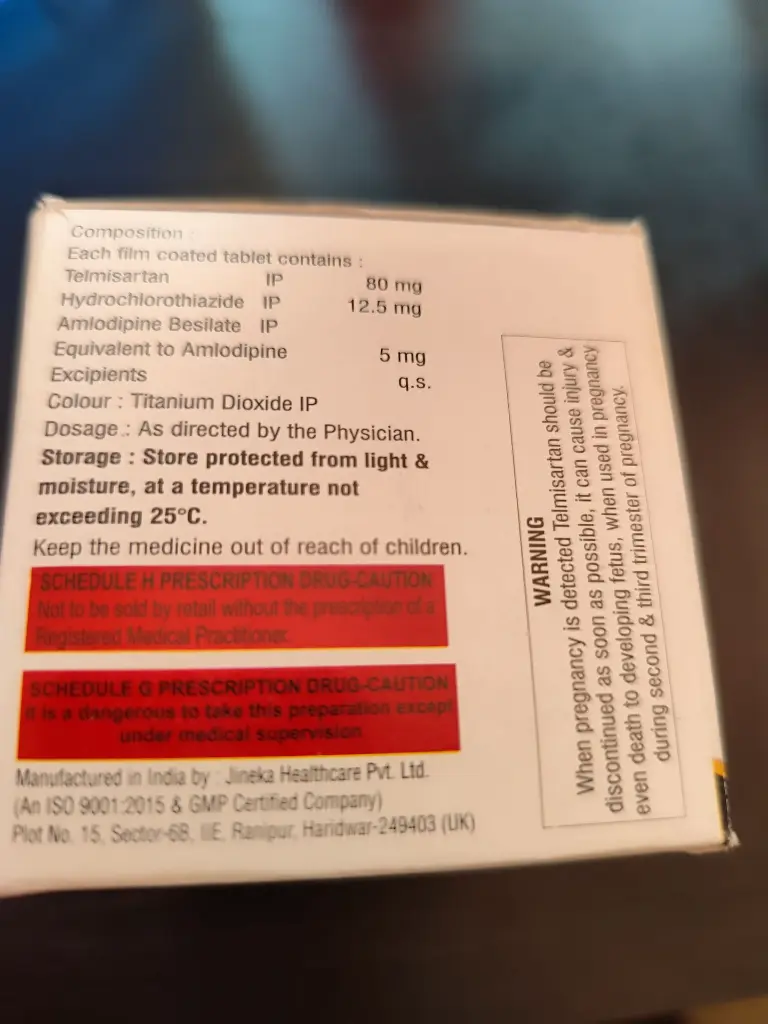 Composition :
Each film coated tablet contains :
Telmisartan IP 80 mg
Hydrochlorothiazide IP 12.5 mg
Amlodipine Besilate IP
Equivalent to Amlodipine 5 mg
Excipients q.s.
Colour : Titanium Dioxide IP
Dosage : As directed by the Physician.
Storage : Store protected from light &
moisture, at a temperature not
exceeding 25°C.
Keep the medicine out of reach of children.
SCHEDULE H PRESCRIPTION DRUG-CAUTION
Not to be sold by retail without the prescription of a
Registered Medical Practitioner.
SCHEDULE G PRESCRIPTION DRUG-CAUTION
It is a dangerous to take this preparation except
under medical supervision
Manufactured in India by : Jineka Healthcare Pvt. Ltd.
(An ISO 9001:2015 & GMP Certified Company)
Plot No. 15, Sector-6B, IIE, Ranipur, Haridwar-249403 (UK)
WARNING
When pregnancy is detected Telmisartan should be
discontinued as soon as possible, it can cause injury &
even death to developing fetus, when used in pregnancy
during second & third trimester of pregnancy.